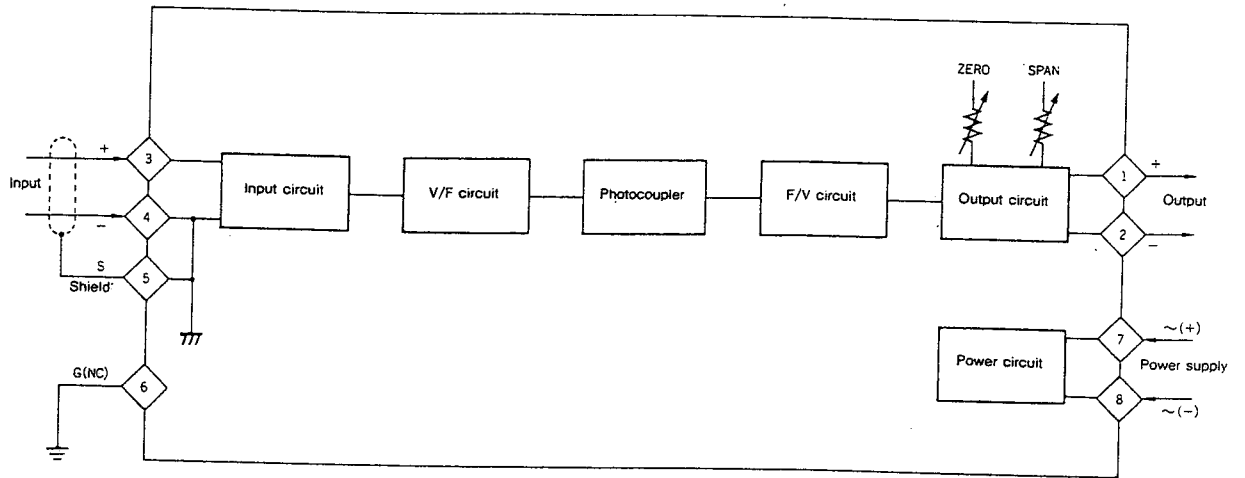 ZERO SPAN
+ 3
Input circuit
V/F circuit
Photocoupler
F/V circuit
Output circuit
1 +
Input
Output
− 4
2 −
S 5
Shield
7 ~(+)
G(NC) 6
Power circuit
Power supply
8
~(−)